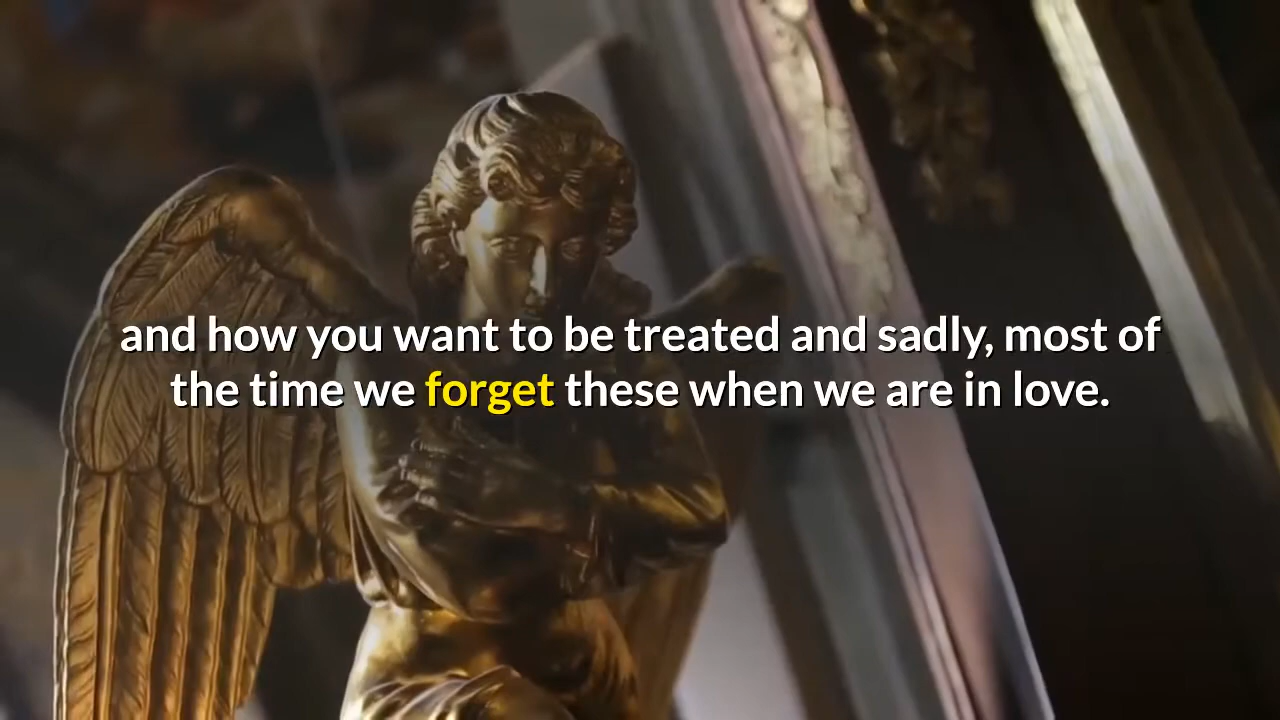 and how you want to be treated and sadly, most of
the time we forget these when we are in love.